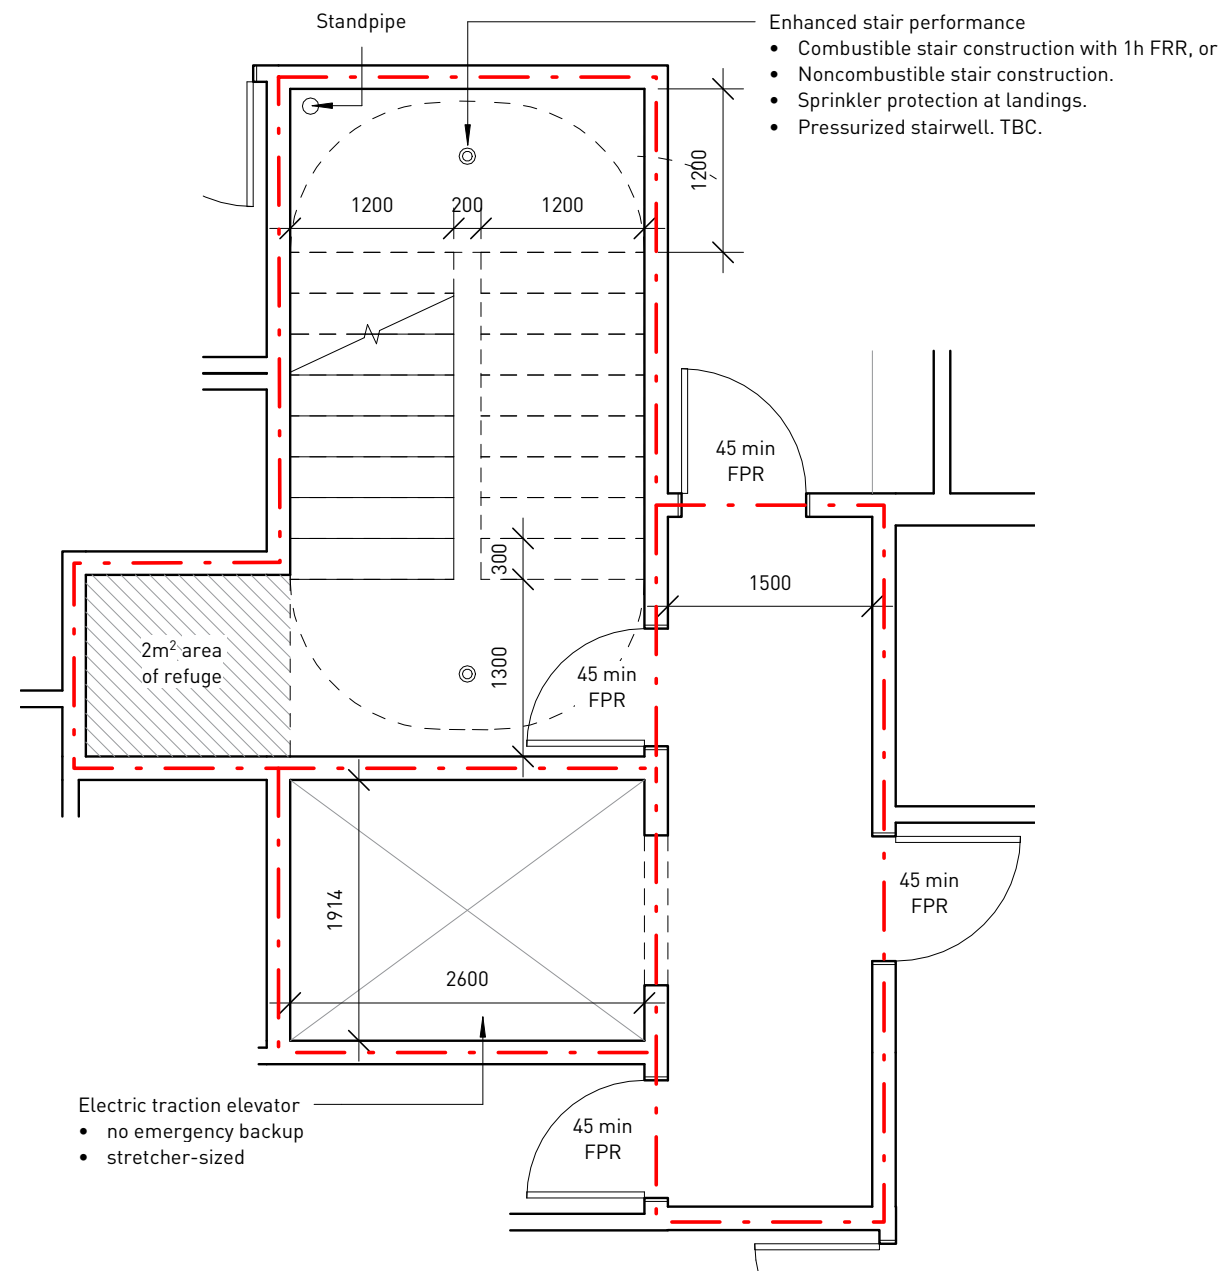 Standpipe
Enhanced stair performance
• Combustible stair construction with 1h FRR, or
• Noncombustible stair construction.
• Sprinkler protection at landings.
• Pressurized stairwell. TBC.
1200
1200
200
1200
45 min
FPR
300
1500
2m² area
of refuge
1300
45 min
FPR
45 min
FPR
1914
2600
Electric traction elevator
• no emergency backup
• stretcher-sized
45 min
FPR